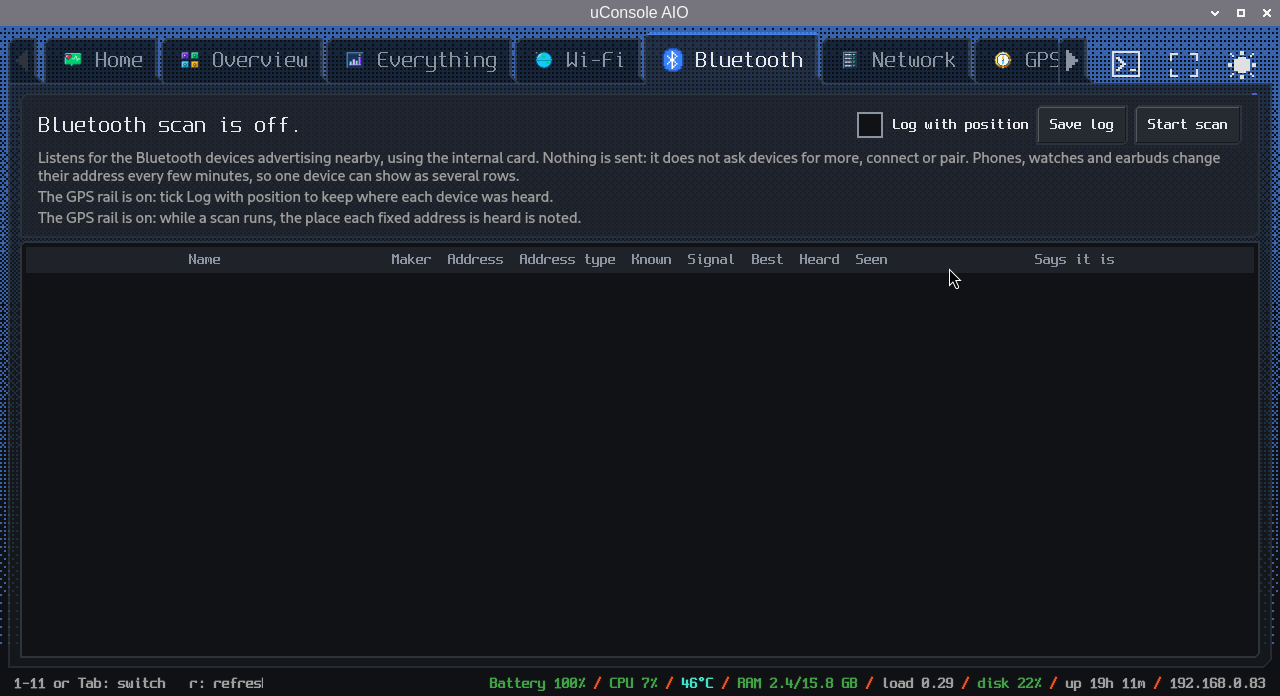 uConsole AIO
Home Overview Everything Wi-Fi Bluetooth Network GPS
Bluetooth scan is off.
Log with position Save log Start scan
Listens for the Bluetooth devices advertising nearby, using the internal card. Nothing is sent: it does not ask devices for more, connect or pair. Phones, watches and earbuds change
their address every few minutes, so one device can show as several rows.
The GPS rail is on: tick Log with position to keep where each device was heard.
The GPS rail is on: while a scan runs, the place each fixed address is heard is noted.
Name Maker Address Address type Known Signal Best Heard Seen Says it is
1-11 or Tab: switch r: refres Battery 100% / CPU 7% / 46°C / RAM 2.4/15.8 GB / load 0.29 / disk 22% / up 19h 11m / 192.168.0.83